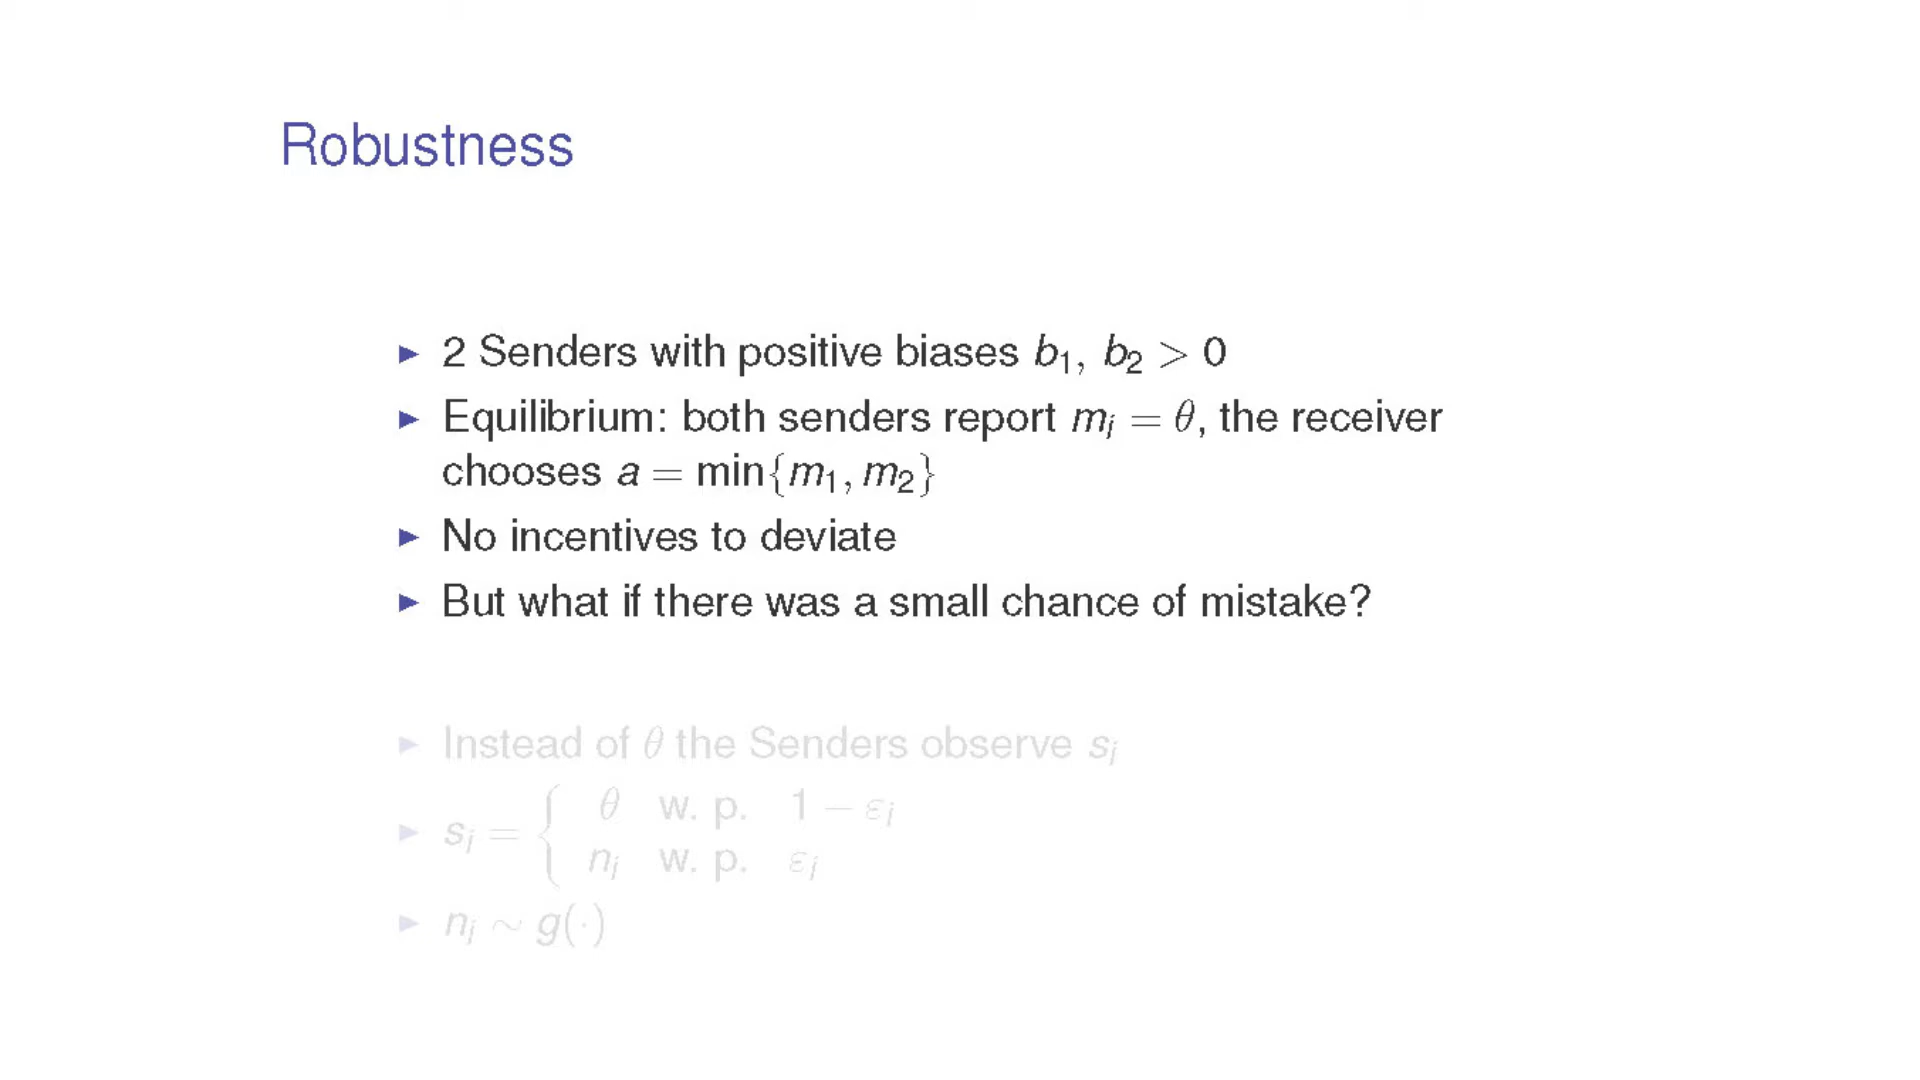 Robustness
▶ 2 Senders with positive biases b₁, b₂ > 0
▶ Equilibrium: both senders report mᵢ = θ, the receiver
chooses a = min{m₁, m₂}
▶ No incentives to deviate
▶ But what if there was a small chance of mistake?
▶ Instead of θ the Senders observe sᵢ
▶ sᵢ = { θ w. p. 1 − εᵢ
nᵢ w. p. εᵢ
▶ nᵢ ∼ g(·)